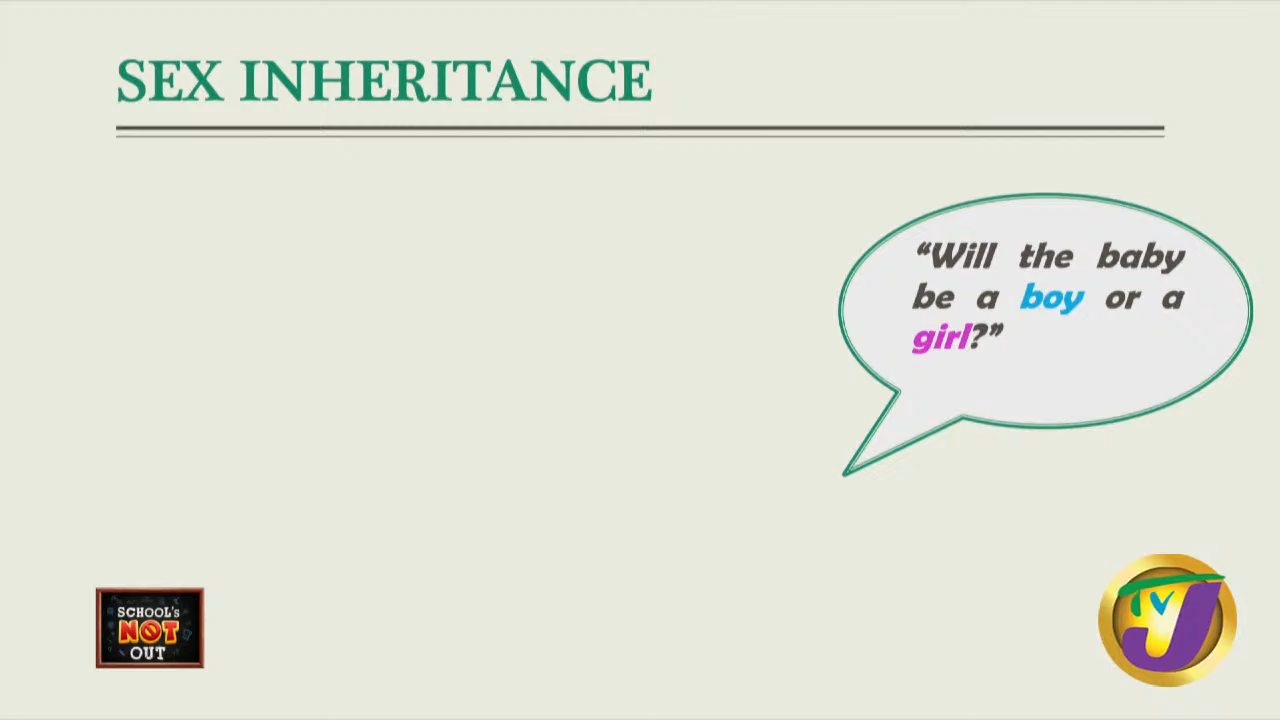 SEX INHERITANCE
“Will the baby
be a boy or a
girl?”
SCHOOL's
NOT
OUT
TVJ